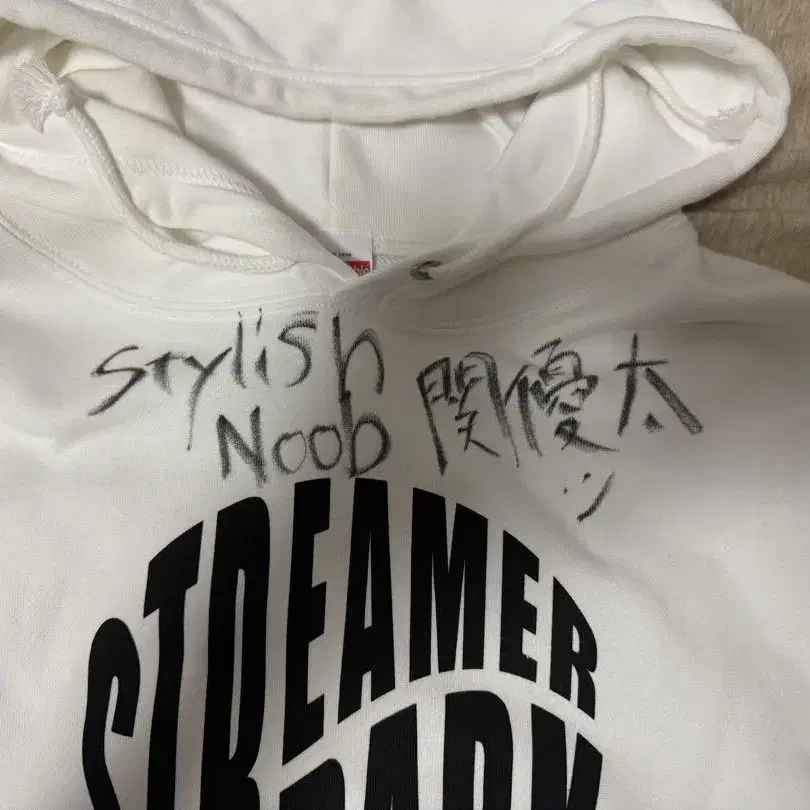 Stylish
Noob 関優太
ツ
STREAMER